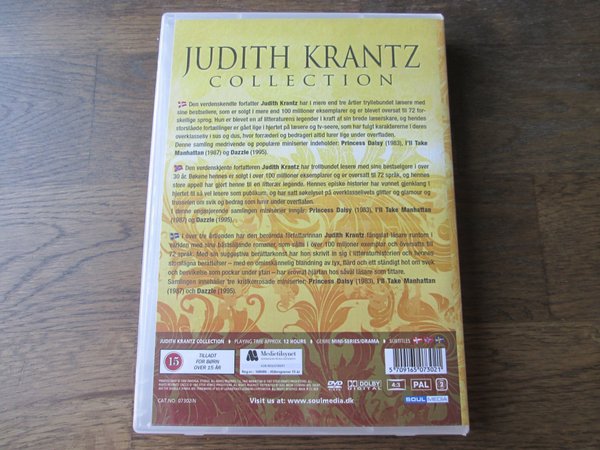 JUDITH KRANTZ
COLLECTION
Den verdenskendte forfatter Judith Krantz har i mere end tre årtier tryllebundet læsere med
sine bestsellere, som er solgt i mere end 100 millioner eksemplarer og er blevet oversat til 72 for-
skellige sprog. Hun er blevet en af litteraturens legender i kraft af sin brede læserskare, og hendes
storslåede fortællinger er gået lige i hjertet på læsere og tv-seere, som har fulgt karaktererne i deres
overklasseliv i sus og dus, hvor forræderi og bedrageri altid lurer lige under overfladen.
Denne samling medrivende og populære miniserier indeholder: Princess Daisy (1983), I'll Take
Manhattan (1987) og Dazzle (1995).
Den verdenskjente forfatteren Judith Krantz har trollbundet lesere med sine bestselgere i over
30 år. Bøkene hennes er solgt i over 100 millioner eksemplarer og er oversatt til 72 språk, og hennes
store appell har gjort henne til en litterær legende. Hennes episke historier har vunnet gjenklang i
hjertet til så vel lesere som publikum, og har satt søkelyset på overklasselivets glitter og glamour og
trusselen om svik og bedrag som lurer under overflaten.
I denne engasjerende samlingen miniserier inngår: Princess Daisy (1983), I'll Take Manhattan
(1987) og Dazzle (1995).
I över tre årtionden har den berömda författarinnan Judith Krantz fängslat läsare runtom i
världen med sina bästsäljande romaner, som sålts i över 100 miljoner exemplar och översatts till
72 språk. Med sin suggestiva berättarkonst har hon skrivit in sig i litteraturhistorien och hennes
storslagna berättelser – med en omisskännlig blandning av lyx, flärd och ett ständigt hot om svek
och besvikelse som pockar under ytan – har erövrat hjärtan hos såväl läsare som tittare.
Samlingen innehåller tre kritikerrosade miniserier: Princess Daisy (1983), I'll Take Manhattan
(1987) och Dazzle (1995).
JUDITH KRANTZ COLLECTION
PLAYING TIME APPROX. 12 HOURS
GENRE MINI-SERIES/DRAMA
SUBTITLES
15
TILLADT
FOR BØRN
OVER 15 ÅR
M
Medietilsynet
DVD
DOLBY
DIGITAL
4:3
PAL
2
5709165073021
CAT.NO. 07302N
Visit us at: www.soulmedia.dk
SOUL MEDIA